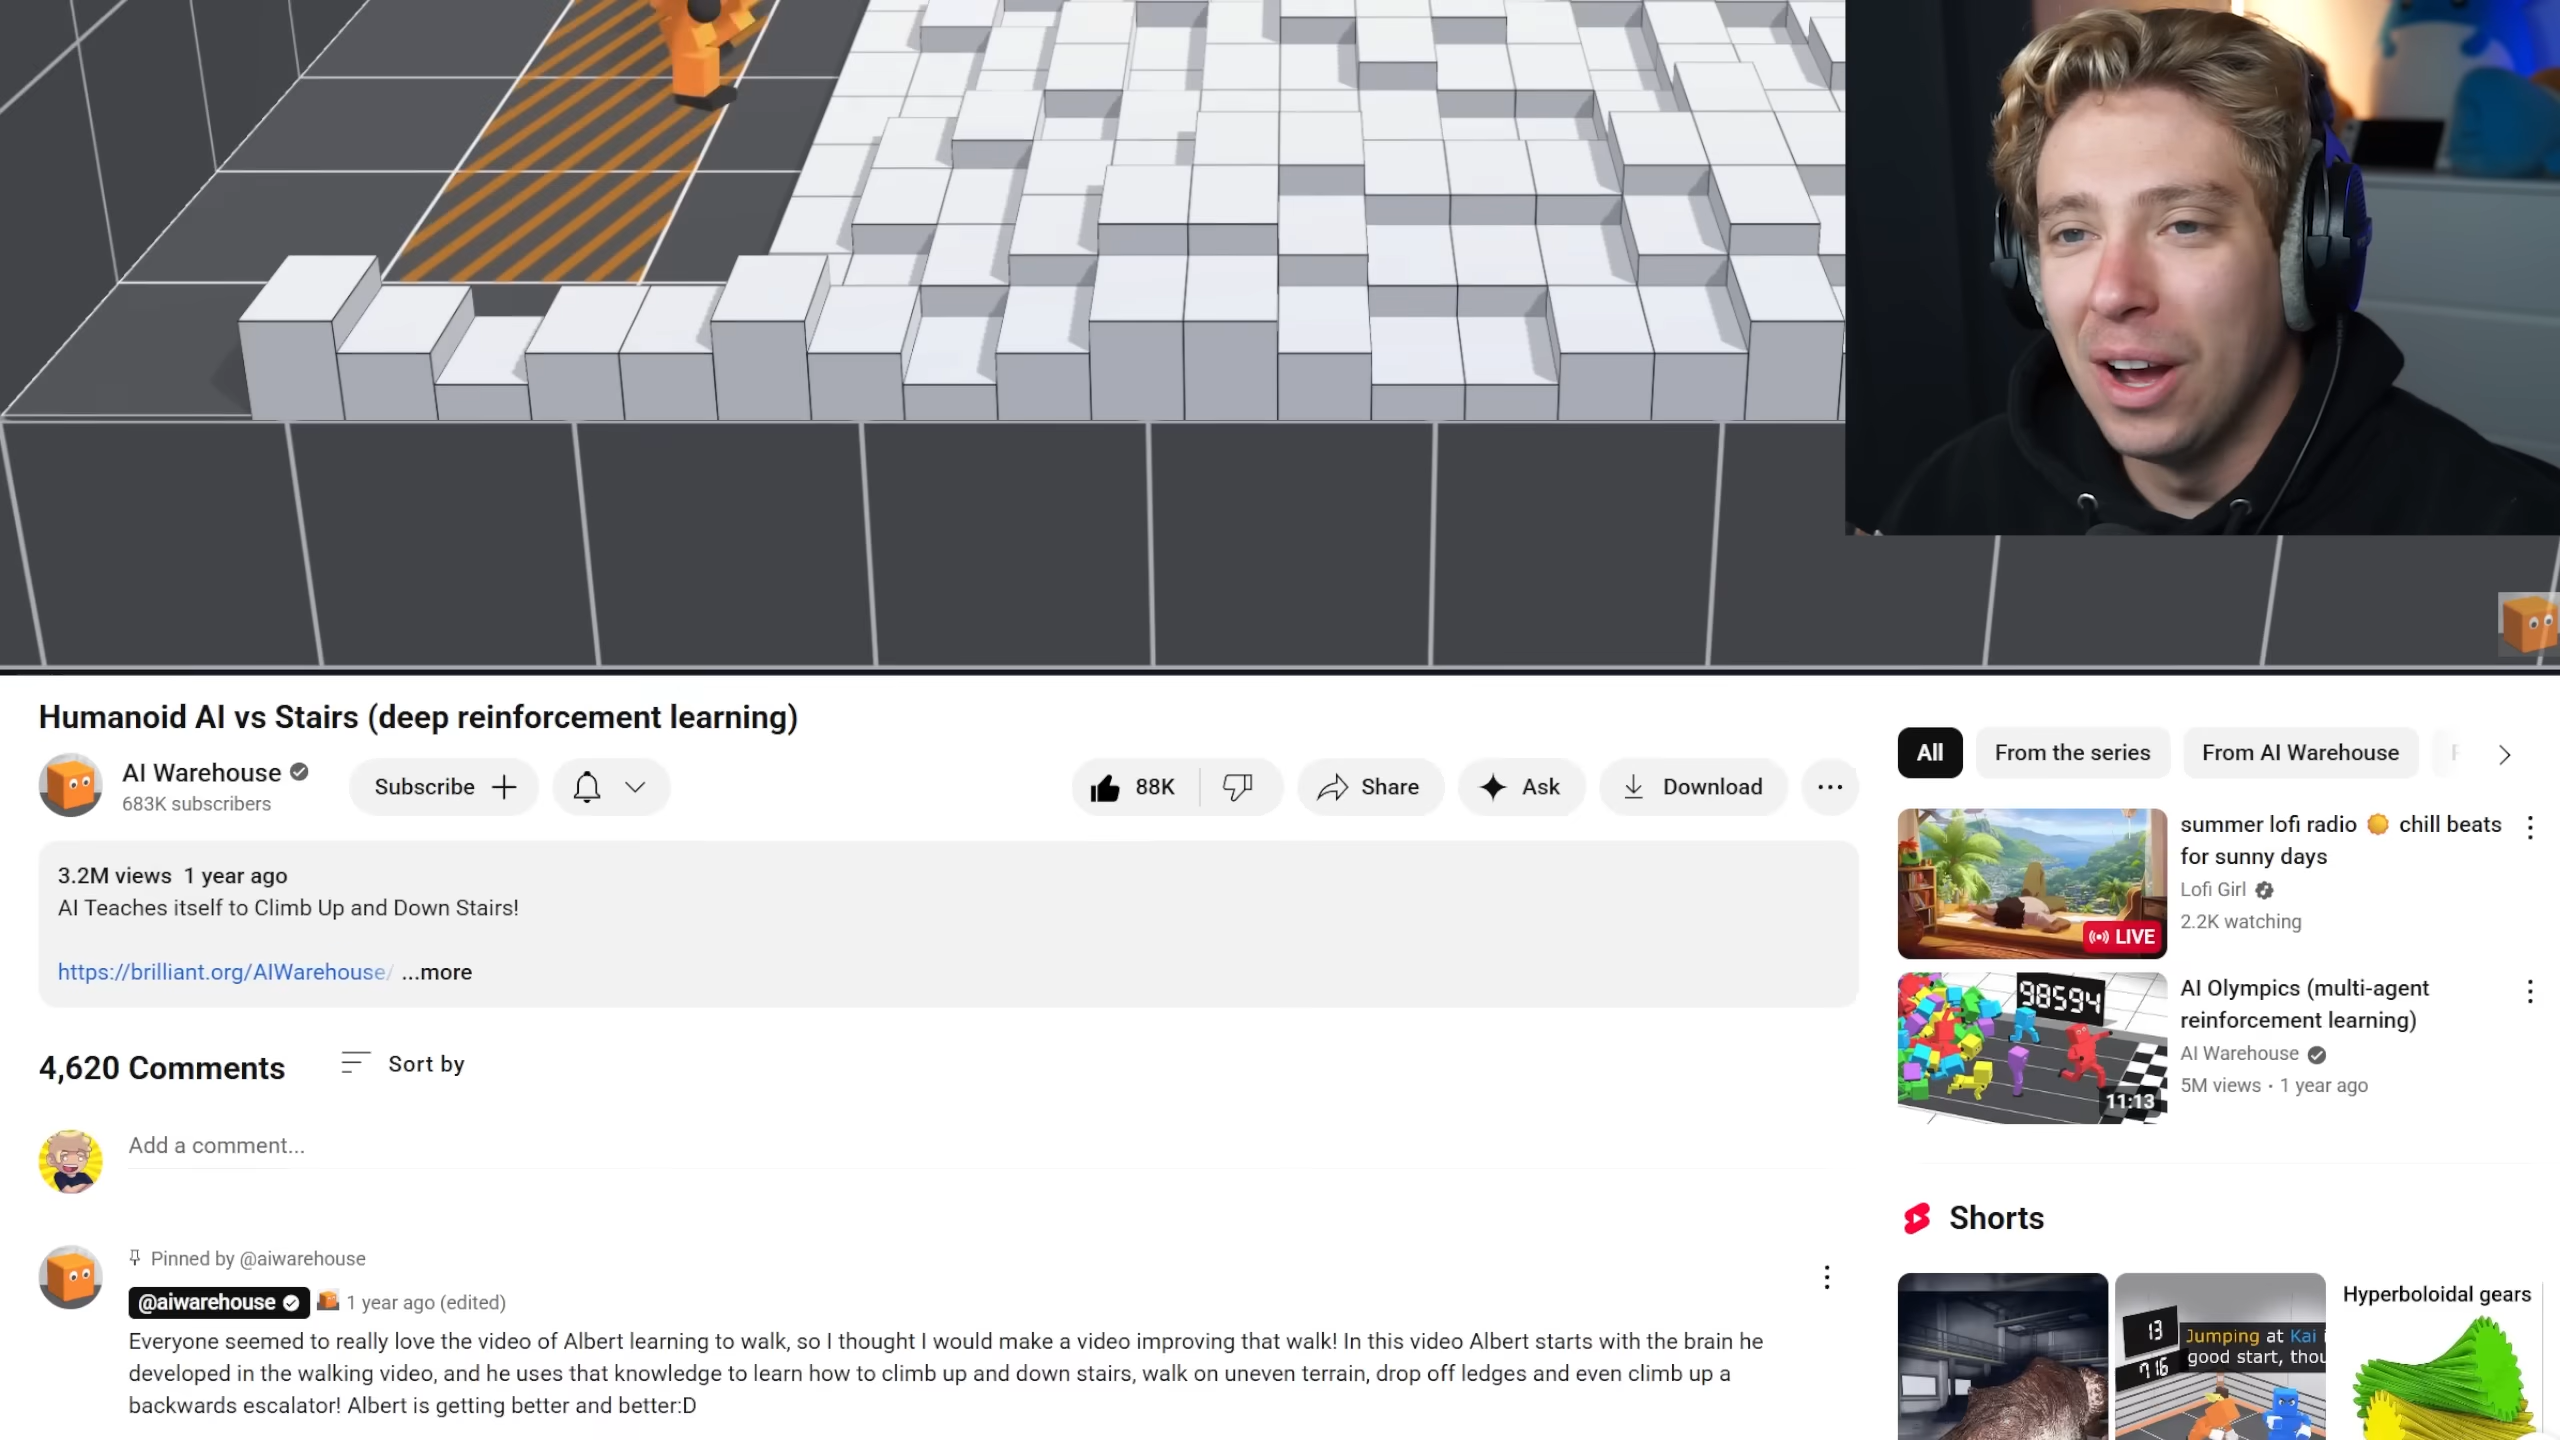 Humanoid AI vs Stairs (deep reinforcement learning)
AI Warehouse
683K subscribers
Subscribe
88K
Share
Ask
Download
3.2M views 1 year ago
AI Teaches itself to Climb Up and Down Stairs!
https://brilliant.org/AIWarehouse/ ...more
4,620 Comments
Sort by
Add a comment...
Pinned by @aiwarehouse
@aiwarehouse 1 year ago (edited)
Everyone seemed to really love the video of Albert learning to walk, so I thought I would make a video improving that walk! In this video Albert starts with the brain he
developed in the walking video, and he uses that knowledge to learn how to climb up and down stairs, walk on uneven terrain, drop off ledges and even climb up a
backwards escalator! Albert is getting better and better:D
All
From the series
From AI Warehouse
summer lofi radio chill beats
for sunny days
Lofi Girl
2.2K watching
LIVE
98594
11:13
AI Olympics (multi-agent
reinforcement learning)
AI Warehouse
5M views • 1 year ago
Shorts
13
716
Jumping at Kai
good start, thou
Hyperboloidal gears